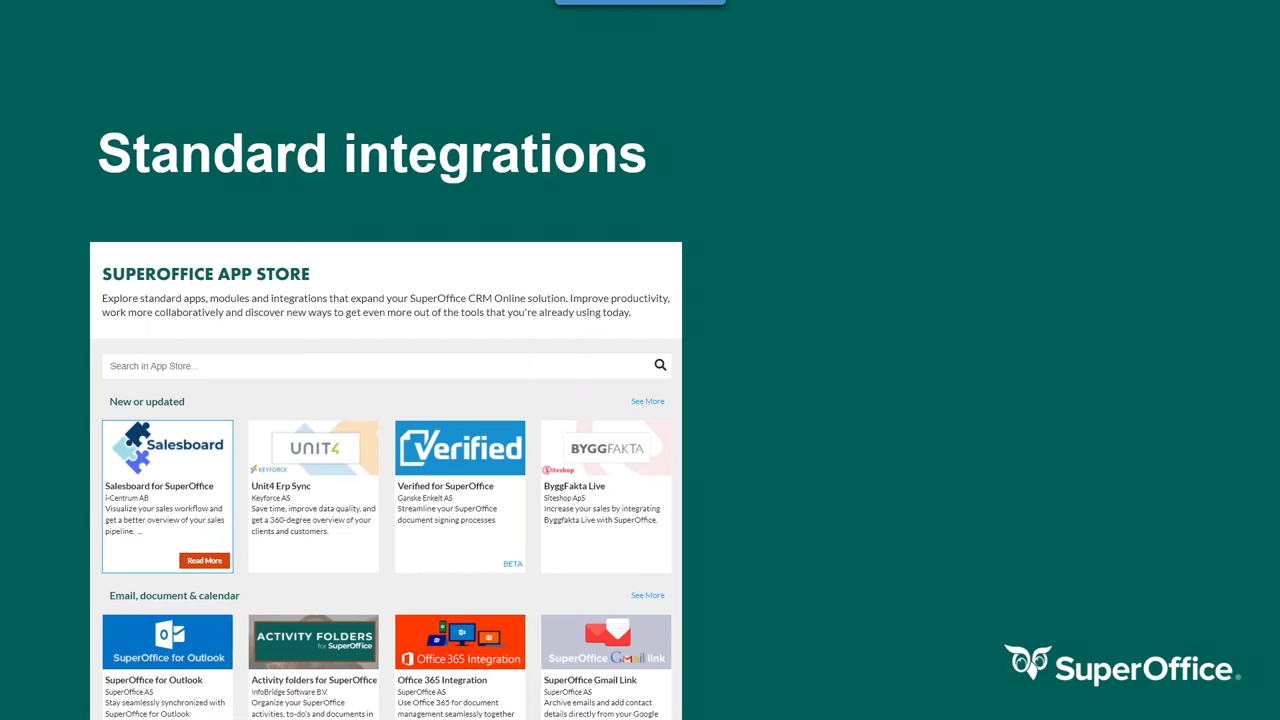 Standard integrations
SUPEROFFICE APP STORE
Explore standard apps, modules and integrations that expand your SuperOffice CRM Online solution. Improve productivity,
work more collaboratively and discover new ways to get even more out of the tools that you're already using today.
Search in App Store...
New or updated
See More
Salesboard
Salesboard for SuperOffice
i-Centrum AB
Visualize your sales workflow and
get a better overview of your sales
pipeline. ...
Read More
UNIT4
KEYFORCE
Unit4 Erp Sync
Keyforce AS
Save time, improve data quality, and
get a 360-degree overview of your
clients and customers.
Verified
Verified for SuperOffice
Ganske Enkelt AS
Streamline your SuperOffice
document signing processes
BETA
BYGGFAKTA
Siteshop
ByggFakta Live
Siteshop ApS
Increase your sales by integrating
Byggfakta Live with SuperOffice.
Email, document & calendar
See More
SuperOffice for Outlook
SuperOffice for Outlook
SuperOffice AS
Stay seamlessly synchronized with
SuperOffice for Outlook
ACTIVITY FOLDERS
for SuperOffice
Activity folders for SuperOffice
InfoBridge Software B.V.
Organize your SuperOffice
activities, to-do's and documents in
Office 365 Integration
Office 365 Integration
SuperOffice AS
Use Office 365 for document
management seamlessly together
SuperOffice Gmail link
SuperOffice Gmail Link
SuperOffice AS
Archive emails and add contact
details directly from your Google
SuperOffice®